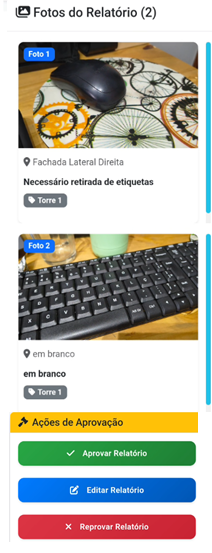 Fotos do Relatório (2)
Foto 1
Fachada Lateral Direita
Necessário retirada de etiquetas
Torre 1
Foto 2
em branco
em branco
Torre 1
Ações de Aprovação
Aprovar Relatório
Editar Relatório
Reprovar Relatório